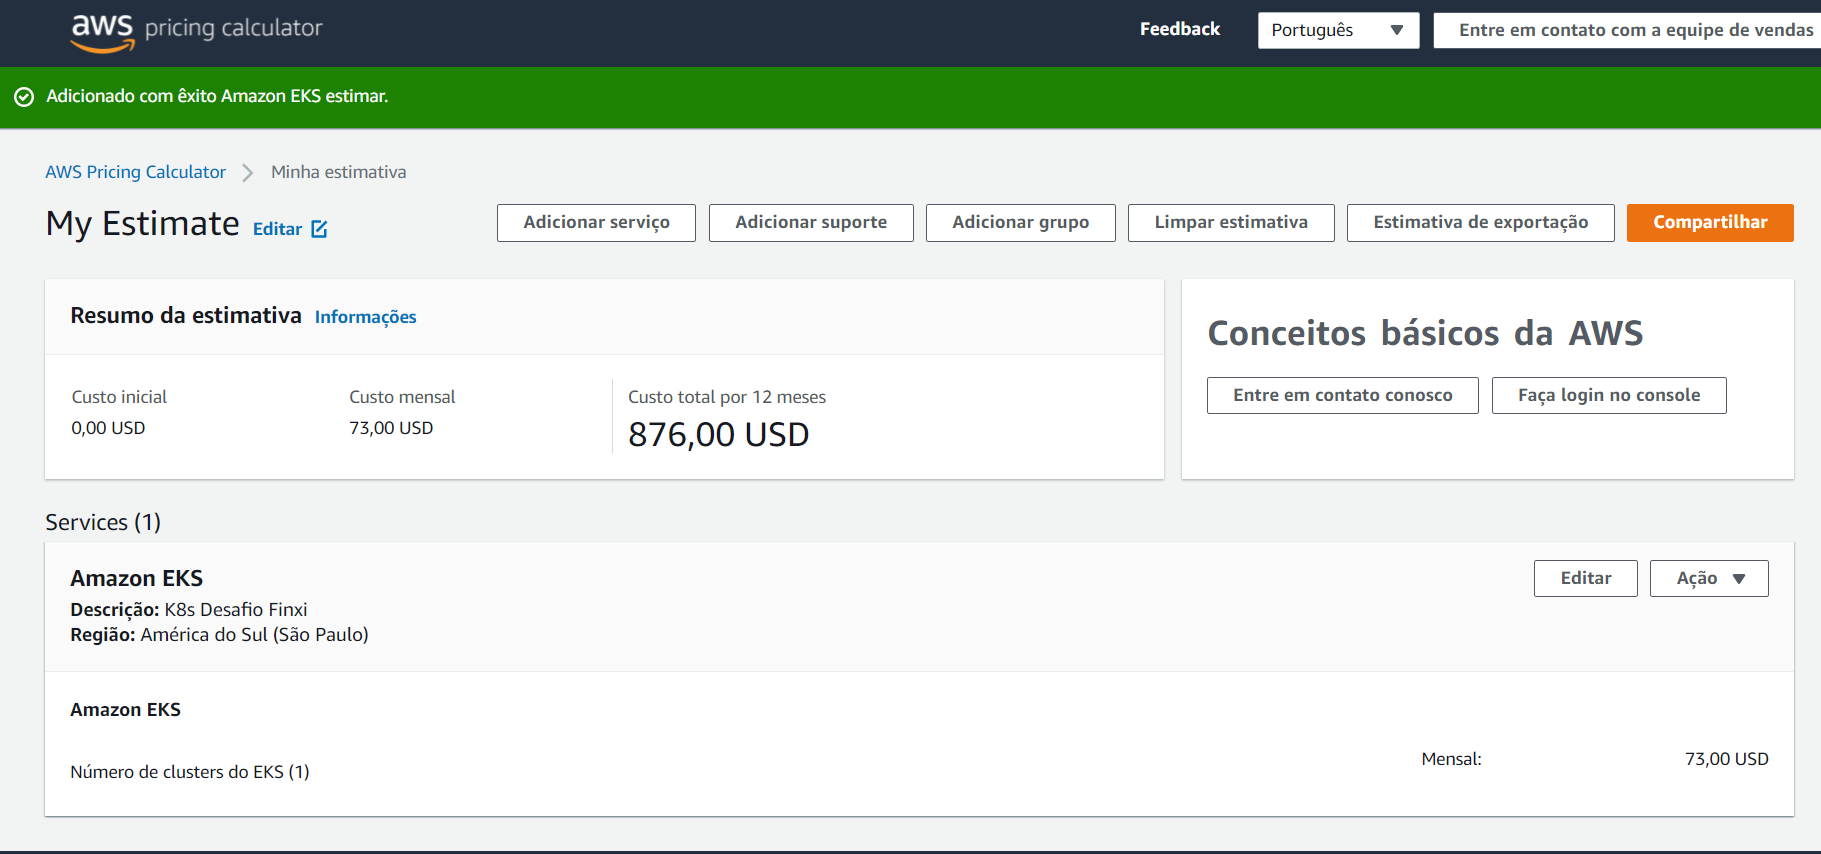 aws pricing calculator
Feedback
Português
Entre em contato com a equipe de vendas
Adicionado com êxito Amazon EKS estimar.
AWS Pricing Calculator
Minha estimativa
My Estimate
Editar
Adicionar serviço
Adicionar suporte
Adicionar grupo
Limpar estimativa
Estimativa de exportação
Compartilhar
Resumo da estimativa
Informações
Custo inicial
0,00 USD
Custo mensal
73,00 USD
Custo total por 12 meses
876,00 USD
Conceitos básicos da AWS
Entre em contato conosco
Faça login no console
Services (1)
Amazon EKS
Descrição: K8s Desafio Finxi
Região: América do Sul (São Paulo)
Editar
Ação
Amazon EKS
Número de clusters do EKS (1)
Mensal:
73,00 USD